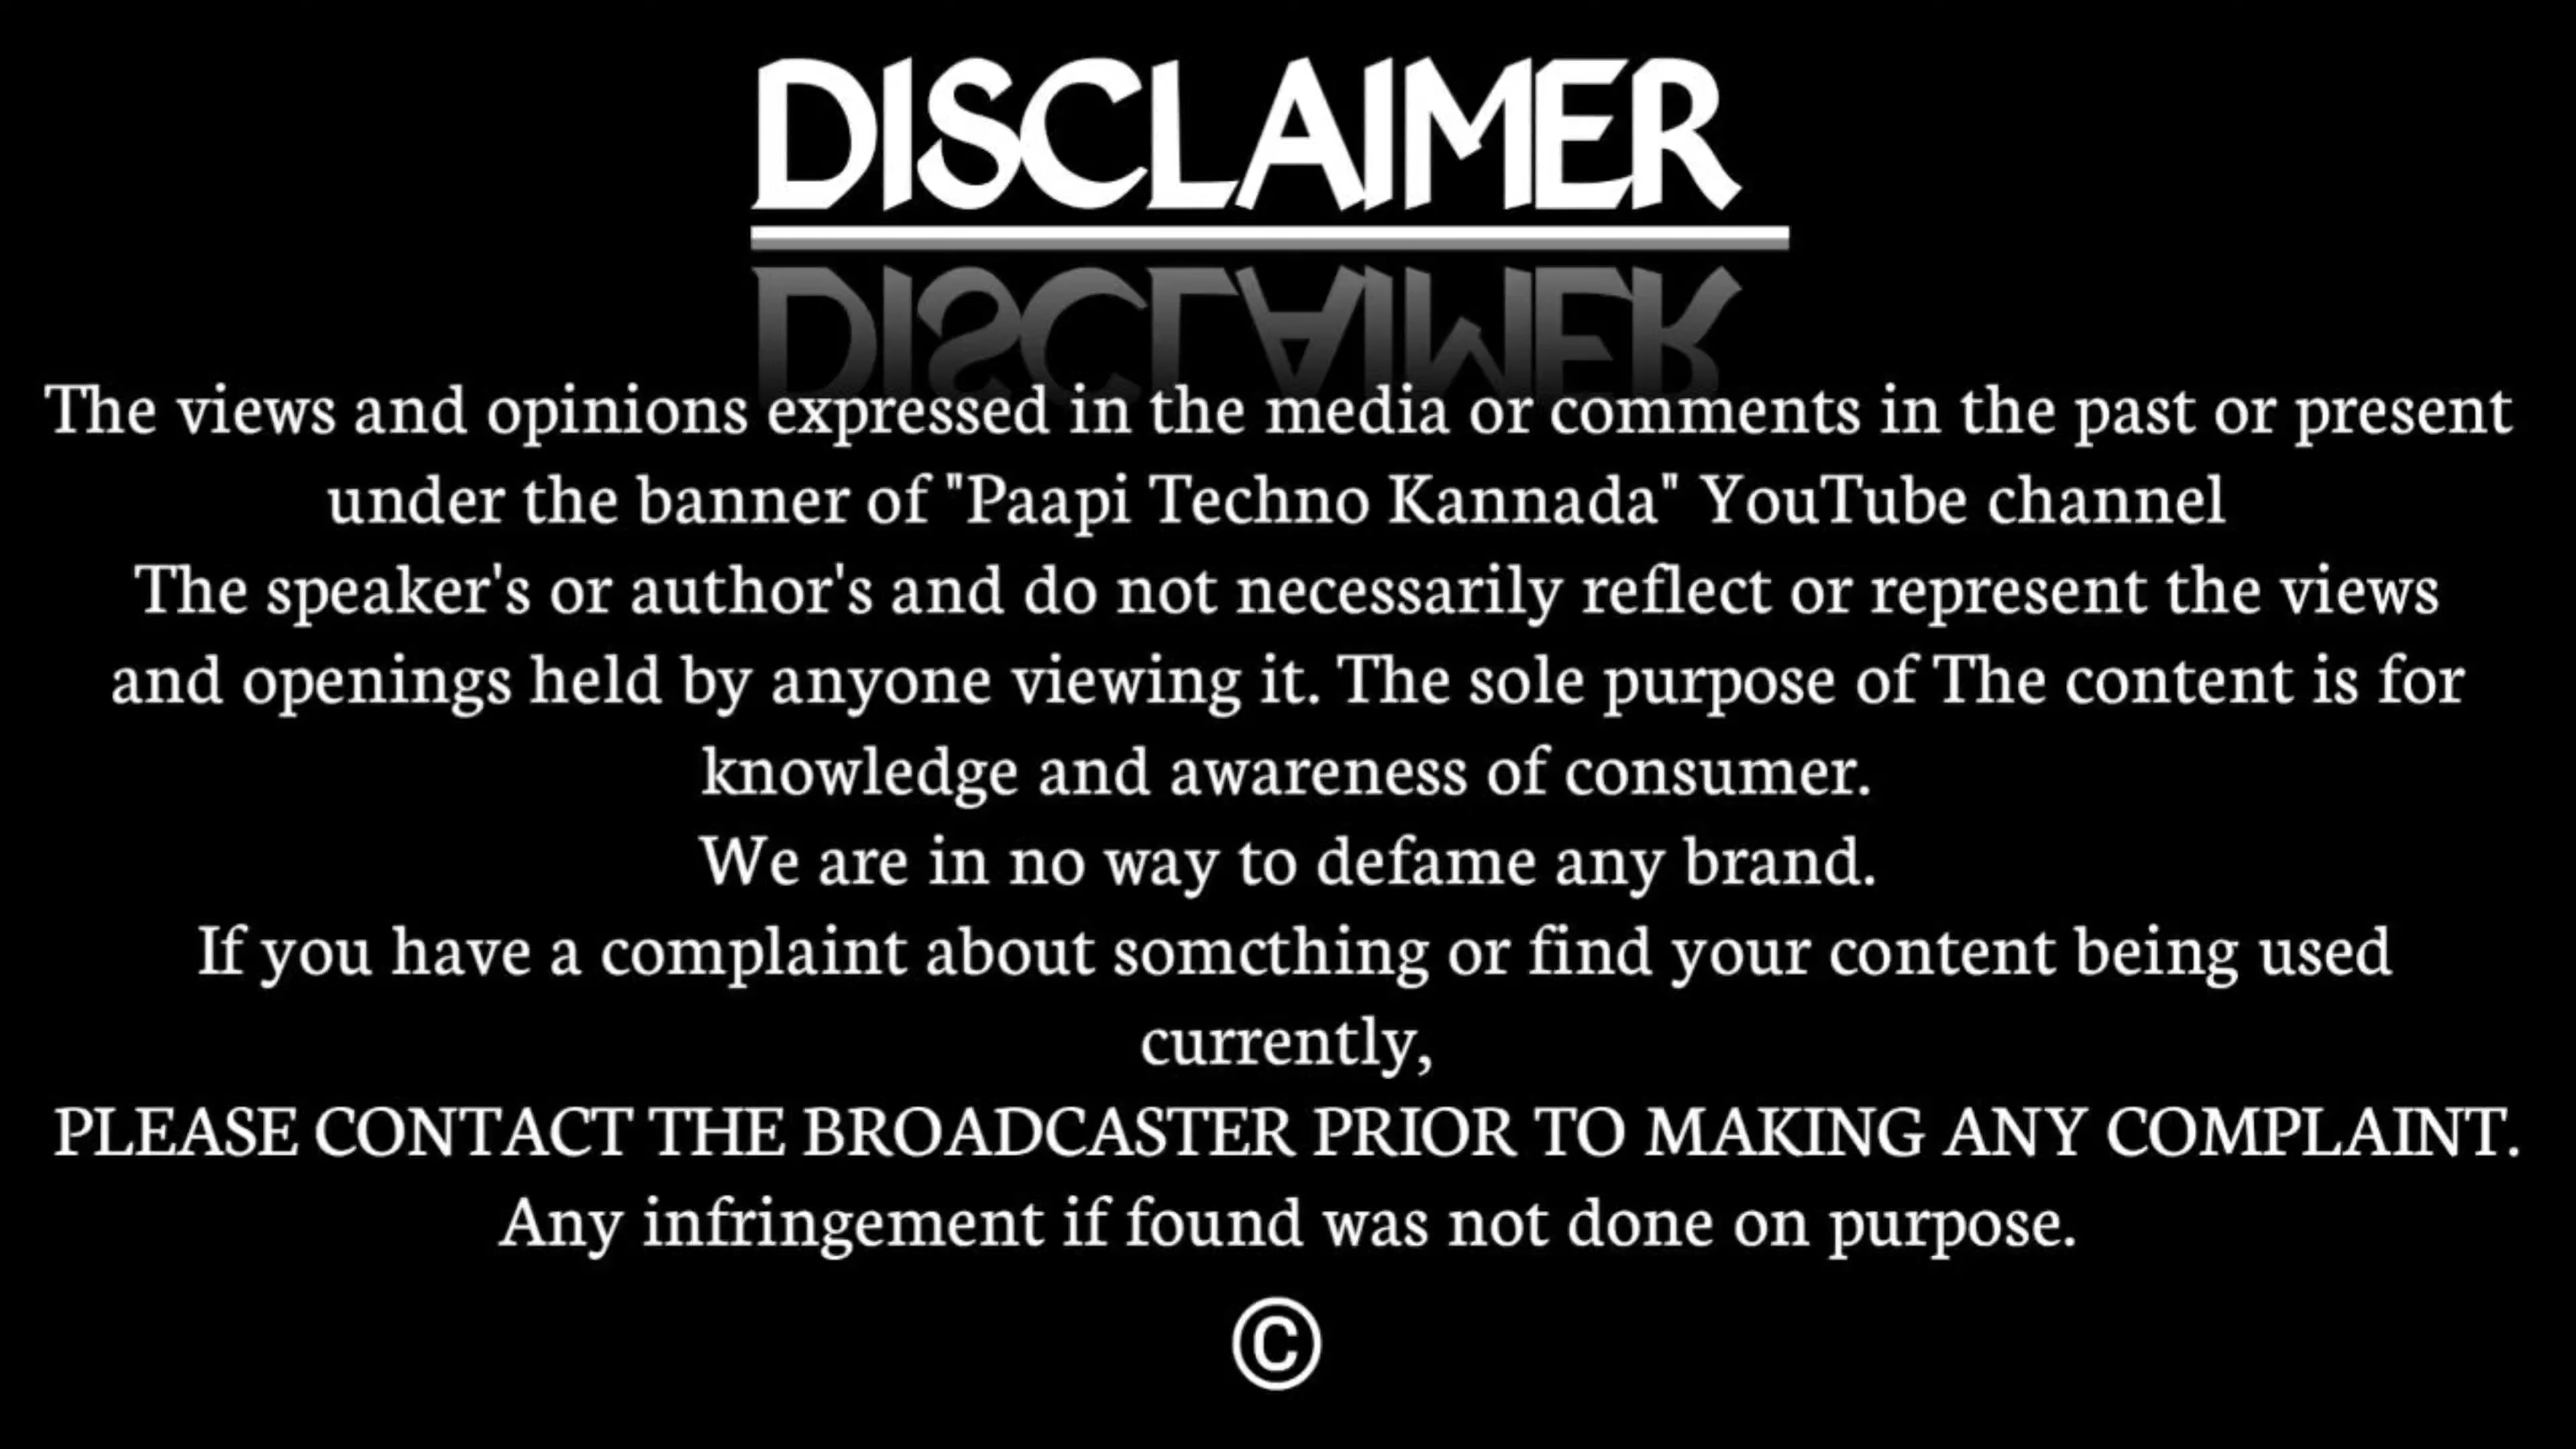 DISCLAIMER
The views and opinions expressed in the media or comments in the past or present
under the banner of "Paapi Techno Kannada" YouTube channel
The speaker's or author's and do not necessarily reflect or represent the views
and openings held by anyone viewing it. The sole purpose of The content is for
knowledge and awareness of consumer.
We are in no way to defame any brand.
If you have a complaint about somcthing or find your content being used
currently,
PLEASE CONTACT THE BROADCASTER PRIOR TO MAKING ANY COMPLAINT.
Any infringement if found was not done on purpose.
©